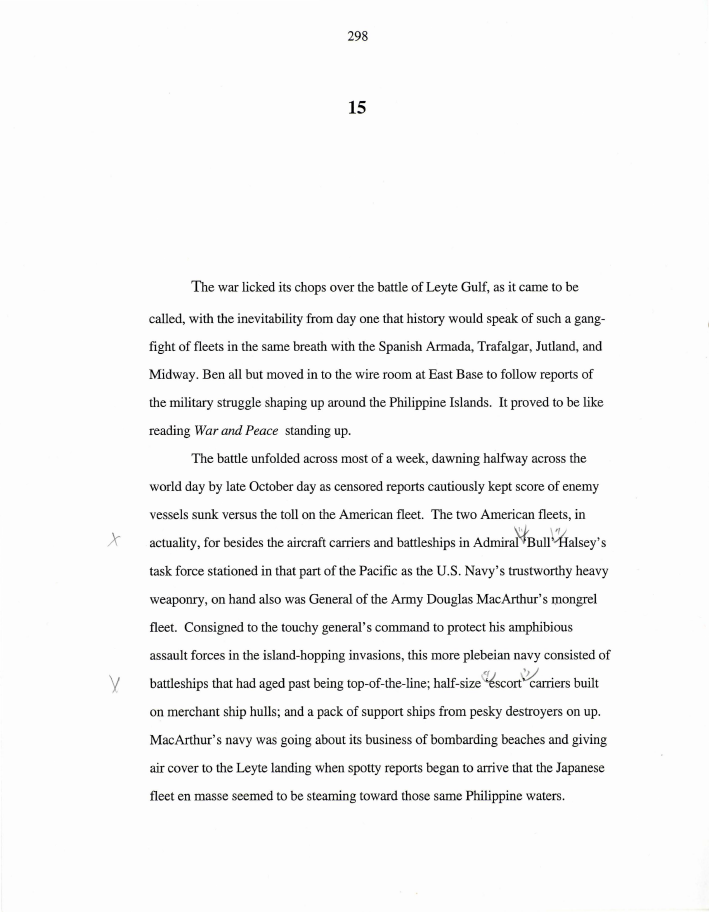 298
15
The war licked its chops over the battle of Leyte Gulf, as it came to be
called, with the inevitability from day one that history would speak of such a gang-
fight of fleets in the same breath with the Spanish Armada, Trafalgar, Jutland, and
Midway. Ben all but moved in to the wire room at East Base to follow reports of
the military struggle shaping up around the Philippine Islands.  It proved to be like
reading War and Peace  standing up.
The battle unfolded across most of a week, dawning halfway across the
world day by late October day as censored reports cautiously kept score of enemy
vessels sunk versus the toll on the American fleet.  The two American fleets, in
X actuality, for besides the aircraft carriers and battleships in Admiral "Bull" Halsey's
task force stationed in that part of the Pacific as the U.S. Navy's trustworthy heavy
weaponry, on hand also was General of the Army Douglas MacArthur's mongrel
fleet.  Consigned to the touchy general's command to protect his amphibious
assault forces in the island-hopping invasions, this more plebeian navy consisted of
X battleships that had aged past being top-of-the-line; half-size "escort" carriers built
on merchant ship hulls; and a pack of support ships from pesky destroyers on up.
MacArthur's navy was going about its business of bombarding beaches and giving
air cover to the Leyte landing when spotty reports began to arrive that the Japanese
fleet en masse seemed to be steaming toward those same Philippine waters.